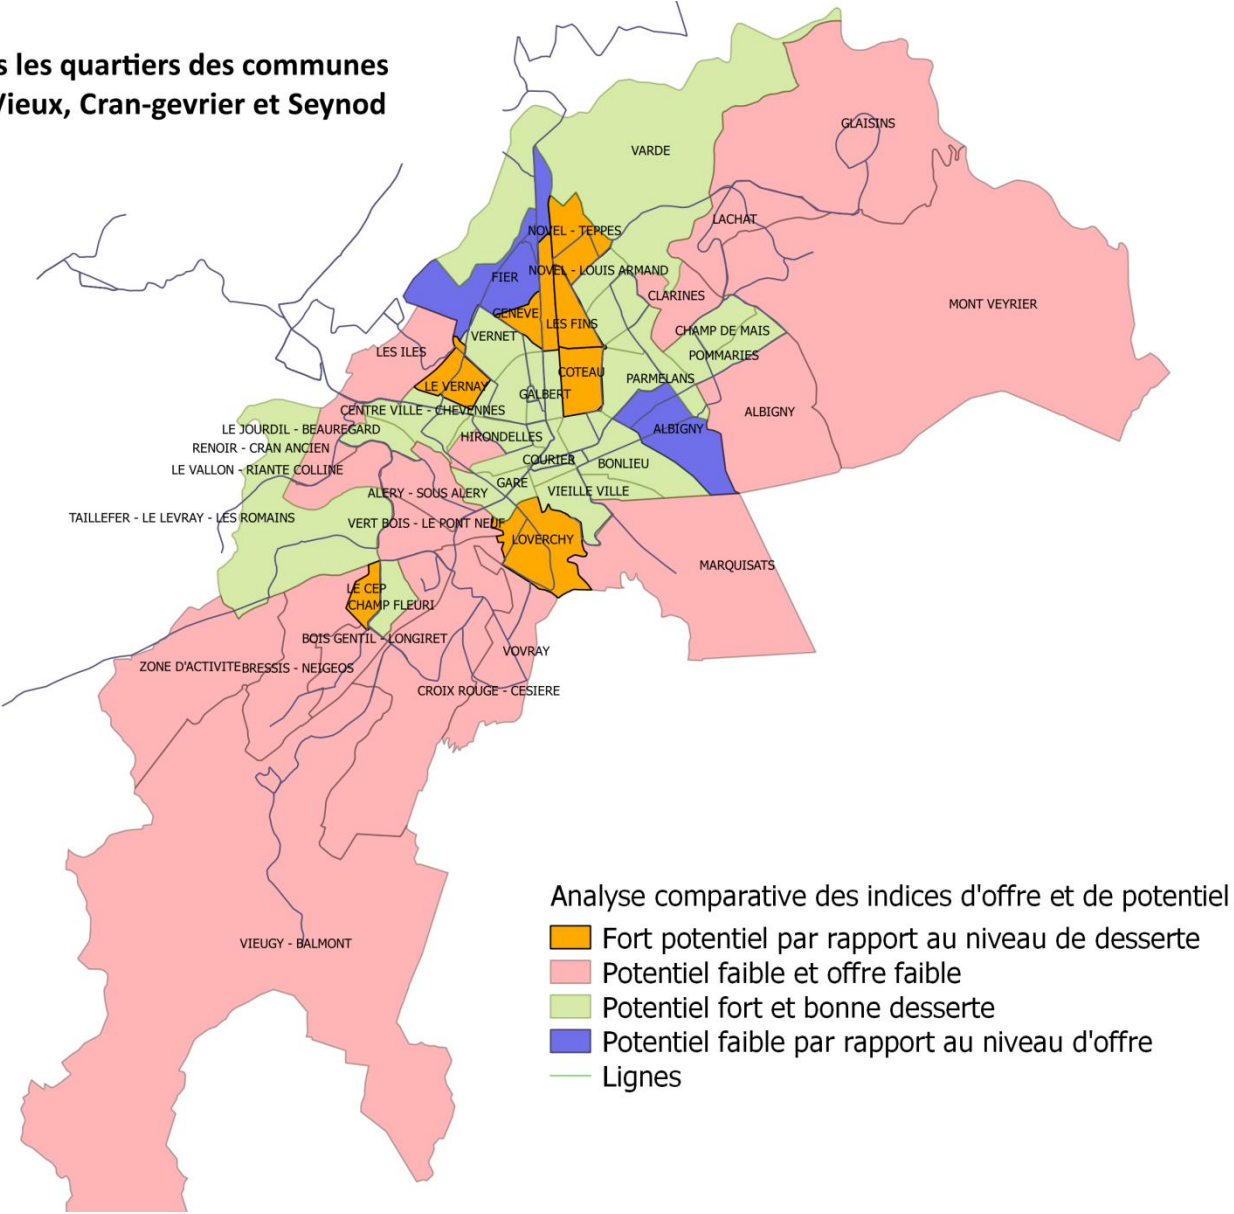 s les quartiers des communes
Vieux, Cran-gevrier et Seynod
GLAISINS
VARDE
LACHAT
NOVEL - TEPPES
NOVEL - LOUIS ARMAND
FIER
CLARINES
MONT VEYRIER
GENEVE
LES FINS
CHAMP DE MAIS
VERNET
LES ILES
POMMARIES
COTEAU
PARMELANS
LE VERNAY
GALBERT
CENTRE VILLE - CHEVENNES
ALBIGNY
LE JOURDIL - BEAUREGARD
ALBIGNY
HIRONDELLES
RENOIR - CRAN ANCIEN
COURIER
BONLIEU
LE VALLON - RIANTE COLLINE
GARE
ALERY - SOUS ALERY
VIEILLE VILLE
TAILLEFER - LE LEVRAY - LES ROMAINS
VERT BOIS - LE PONT NEUF
LOVERCHY
MARQUISATS
LE CEP
CHAMP FLEURI
BOIS GENTIL - LONGIRET
VOVRAY
ZONE D'ACTIVITE
BRESSIS - NEIGEOS
CROIX ROUGE - CESIERE
VIEUGY - BALMONT
Analyse comparative des indices d'offre et de potentiel
Fort potentiel par rapport au niveau de desserte
Potentiel faible et offre faible
Potentiel fort et bonne desserte
Potentiel faible par rapport au niveau d'offre
Lignes